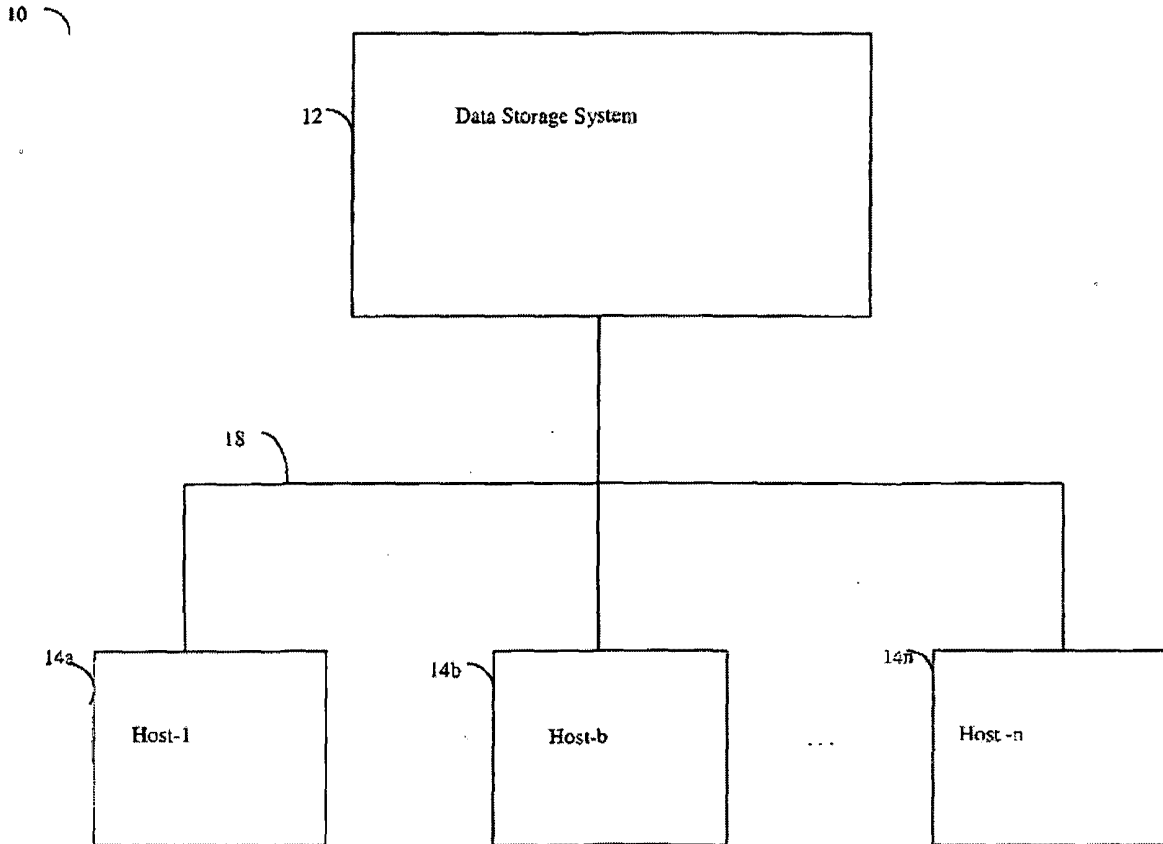 10
12
Data Storage System
18
14a
14b
14n
Host-1
Host-b
...
Host -n